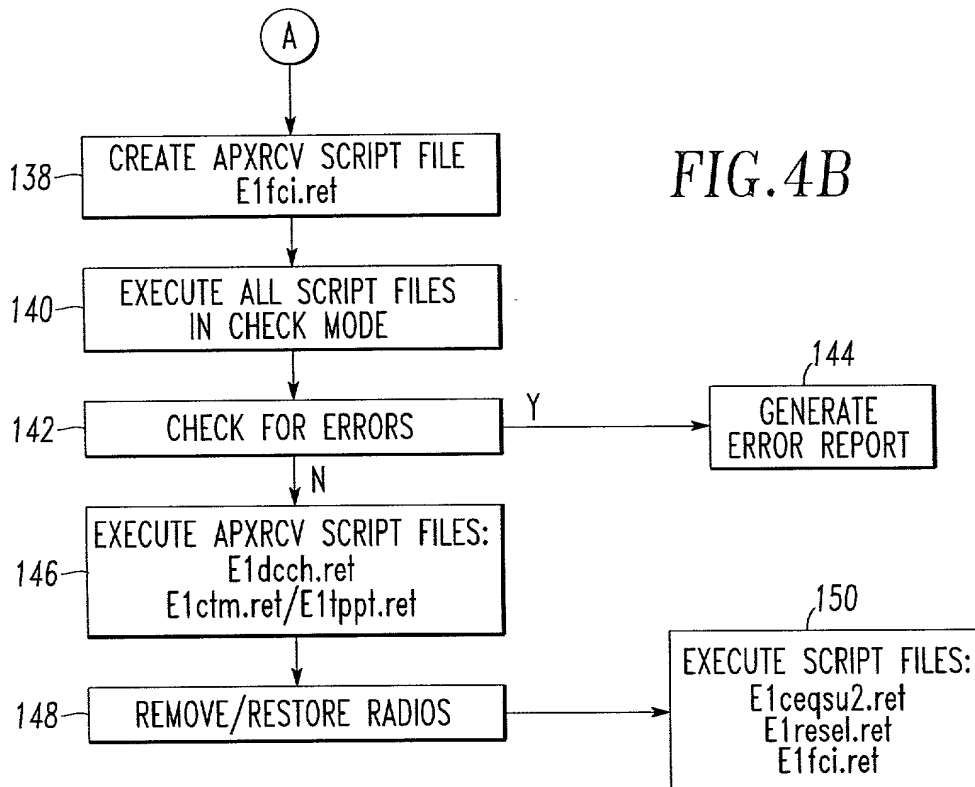 A
138
CREATE APXRCV SCRIPT FILE
E1fci.ret
FIG.4B
140
EXECUTE ALL SCRIPT FILES
IN CHECK MODE
142
CHECK FOR ERRORS
Y
144
GENERATE
ERROR REPORT
N
146
EXECUTE APXRCV SCRIPT FILES:
E1dcch.ret
E1ctm.ret/E1tppt.ret
148
REMOVE/RESTORE RADIOS
150
EXECUTE SCRIPT FILES:
E1ceqsu2.ret
E1resel.ret
E1fci.ret